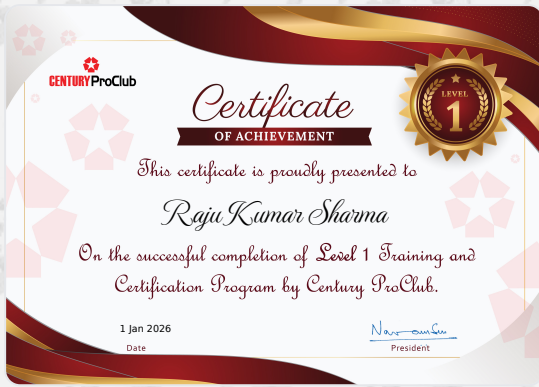 CENTURY ProClub
Certificate
OF ACHIEVEMENT
LEVEL
1
This certificate is proudly presented to
Raju Kumar Sharma
On the successful completion of Level 1 Training and
Certification Program by Century ProClub.
1 Jan 2026
Date
President